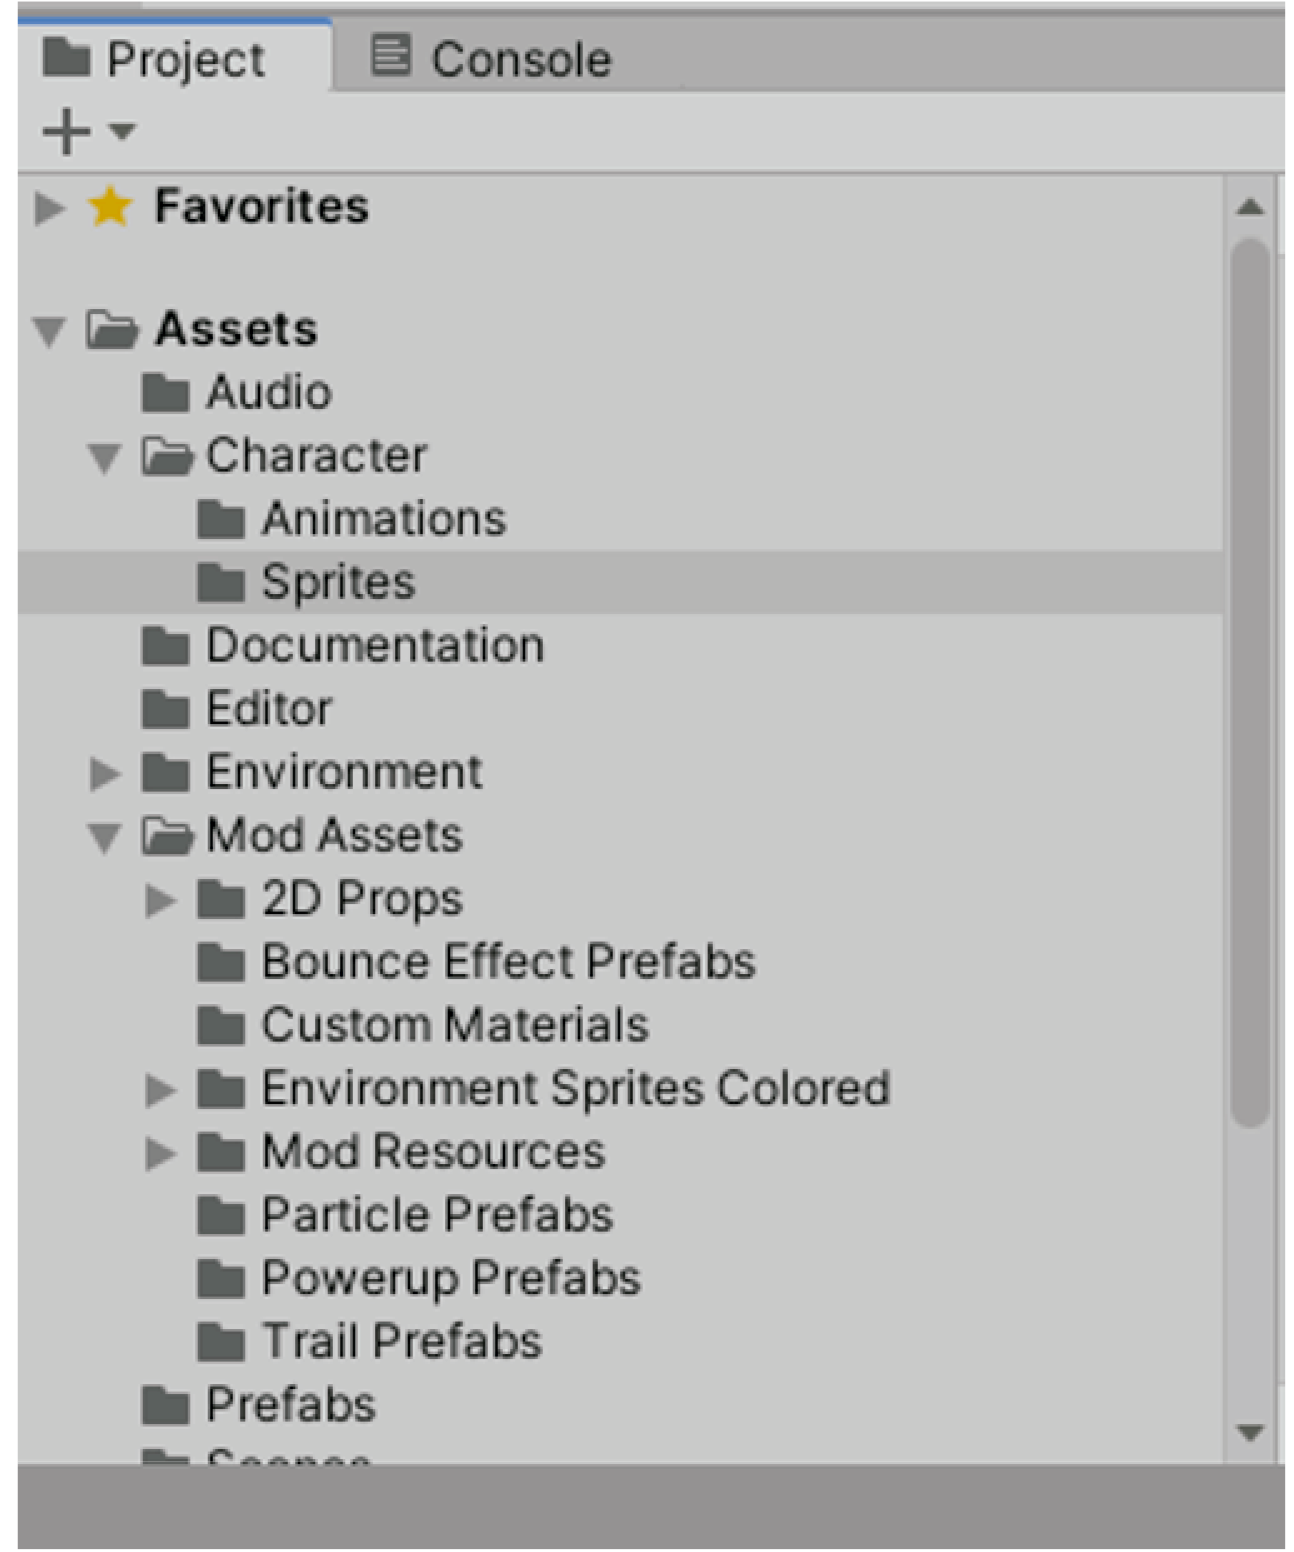 Project Console
Favorites
Assets
Audio
Character
Animations
Sprites
Documentation
Editor
Environment
Mod Assets
2D Props
Bounce Effect Prefabs
Custom Materials
Environment Sprites Colored
Mod Resources
Particle Prefabs
Powerup Prefabs
Trail Prefabs
Prefabs
Scenes